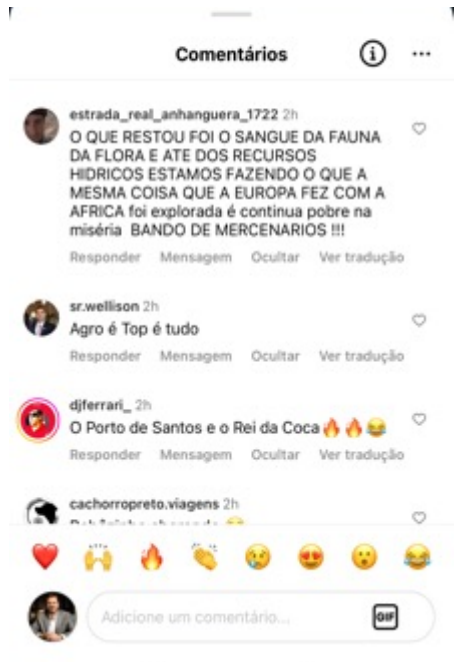 Comentários
estrada_real_anhanguera_1722 2h
O QUE RESTOU FOI O SANGUE DA FAUNA
DA FLORA E ATE DOS RECURSOS
HIDRICOS ESTAMOS FAZENDO O QUE A
MESMA COISA QUE A EUROPA FEZ COM A
AFRICA foi explorada é continua pobre na
miséria BANDO DE MERCENARIOS !!!
Responder Mensagem Ocultar Ver tradução
sr.wellison 2h
Agro é Top é tudo
Responder Mensagem Ocultar Ver tradução
djferrari_ 2h
O Porto de Santos e o Rei da Coca🔥🔥😂
Responder Mensagem Ocultar Ver tradução
cachorropreto.viagens 2h
Adicione um comentário...
GIF